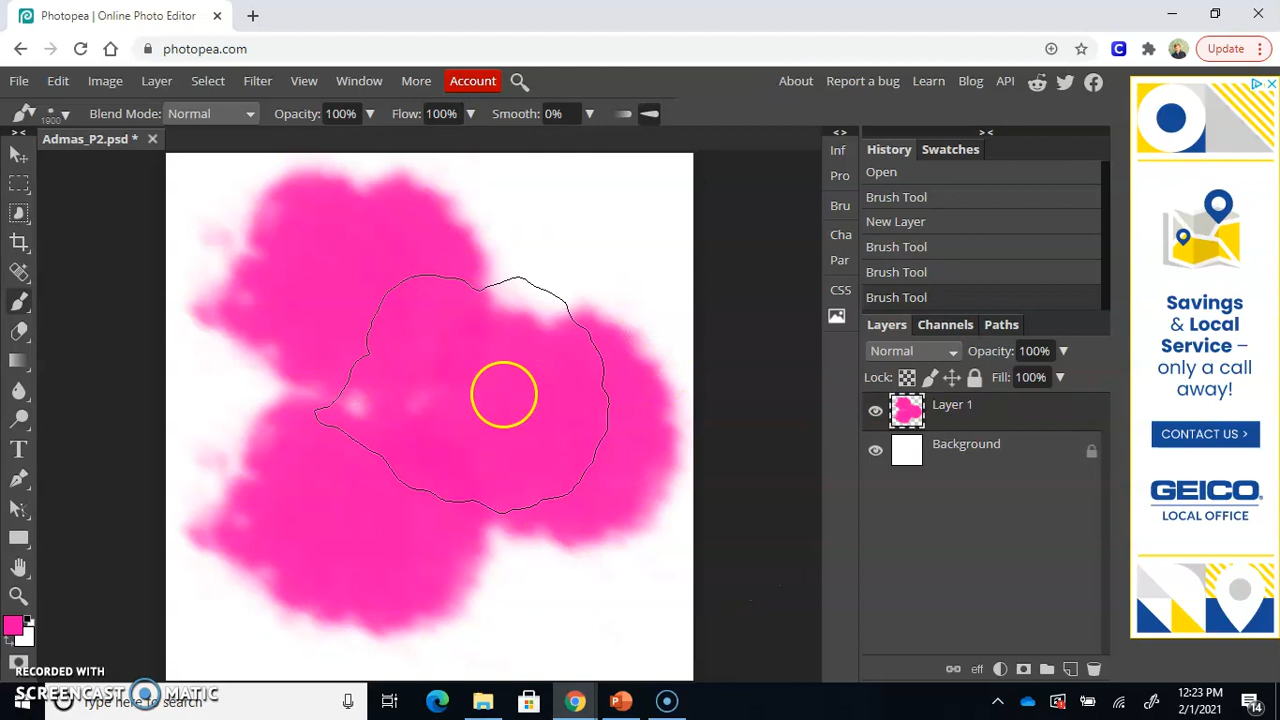 Photopea | Online Photo Editor
photopea.com
Update
File Edit Image Layer Select Filter View Window More Account
About Report a bug Learn Blog API
1900 Blend Mode: Normal Opacity: 100% Flow: 100% Smooth: 0%
Admas_P2.psd *
Inf
Pro
Bru
Cha
Par
CSS
History Swatches
Open
Brush Tool
New Layer
Brush Tool
Brush Tool
Brush Tool
Layers Channels Paths
Normal Opacity: 100%
Lock: Fill: 100%
Layer 1
Background
eff
Savings
& Local
Service –
only a call
away!
CONTACT US >
GEICO.
LOCAL OFFICE
RECORDED WITH
SCREENCAST MATIC
Type here to search
12:23 PM
2/1/2021
14